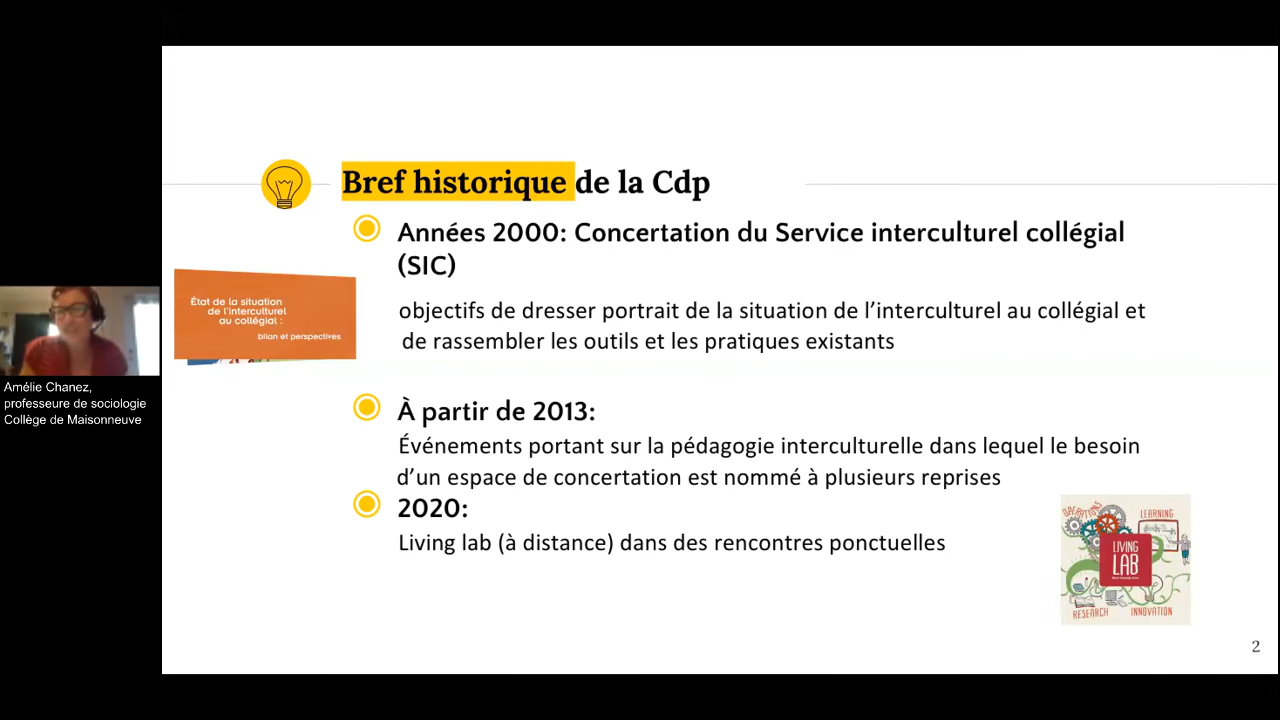 Bref historique de la Cdp
Années 2000: Concertation du Service interculturel collégial
(SIC)
objectifs de dresser portrait de la situation de l’interculturel au collégial et
de rassembler les outils et les pratiques existants
État de la situation
de l'interculturel
au collégial :
bilan et perspectives
Amélie Chanez,
professeure de sociologie
Collège de Maisonneuve
À partir de 2013:
Événements portant sur la pédagogie interculturelle dans lequel le besoin
d’un espace de concertation est nommé à plusieurs reprises
2020:
Living lab (à distance) dans des rencontres ponctuelles
OPERATIONS
LEARNING
LIVING
LAB
RESEARCH
INNOVATION
2